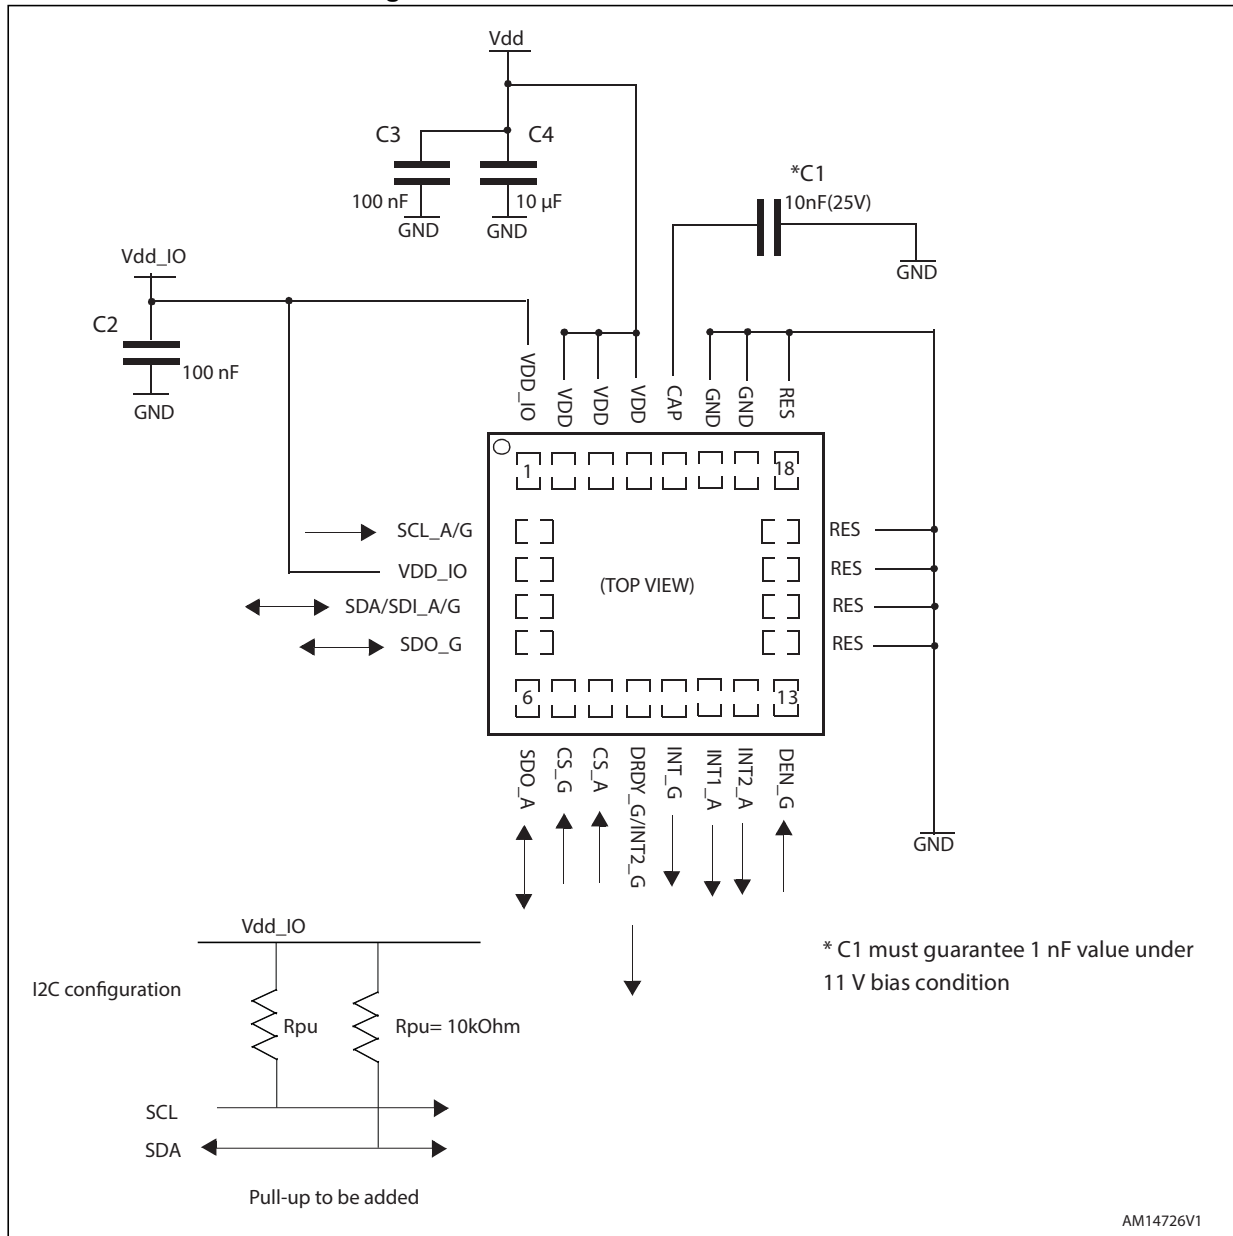 Vdd
C3
C4
100 nF
10 μF
GND
GND
*C1
10nF(25V)
GND
Vdd_IO
C2
100 nF
GND
VDD_IO
VDD
VDD
VDD
CAP
GND
GND
RES
1
18
SCL_A/G
VDD_IO
SDA/SDI_A/G
SDO_G
(TOP VIEW)
RES
RES
RES
RES
6
13
SDO_A
CS_G
CS_A
DRDY_G/INT2_G
INT_G
INT1_A
INT2_A
DEN_G
GND
Vdd_IO
I2C configuration
Rpu
Rpu= 10kOhm
SCL
SDA
Pull-up to be added
* C1 must guarantee 1 nF value under
11 V bias condition
AM14726V1